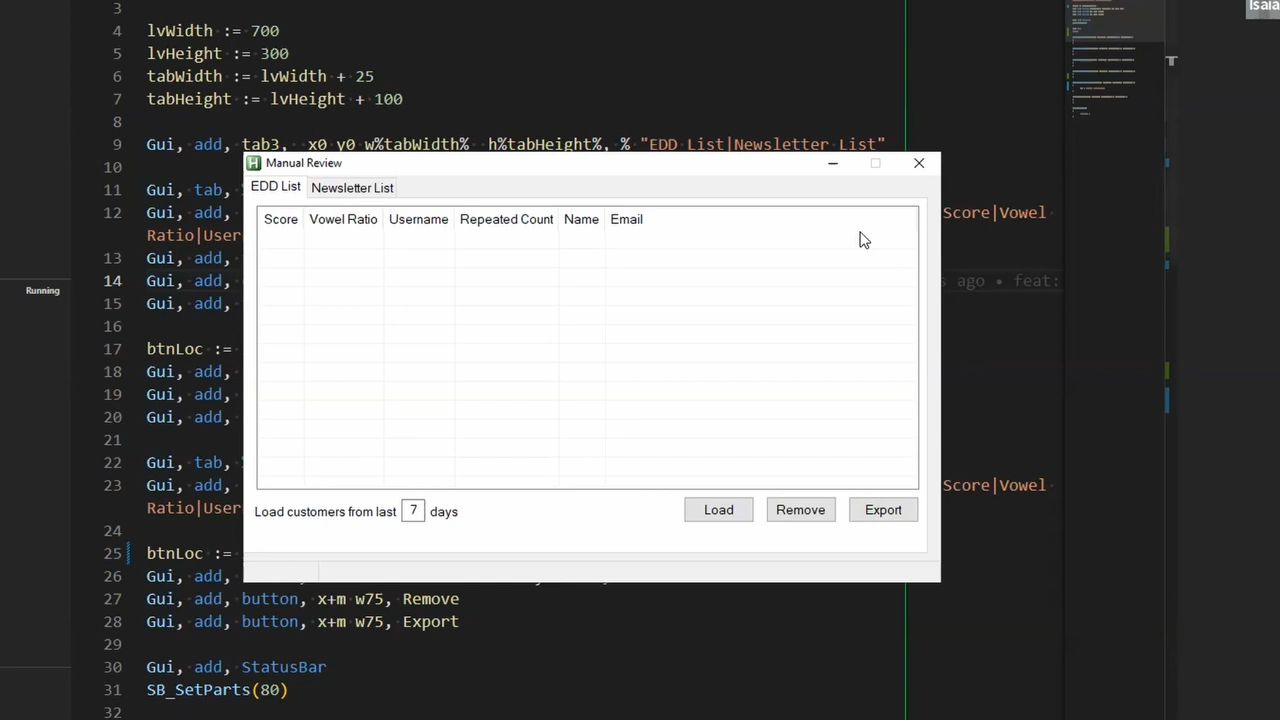 Isaia
3
4 lvWidth := 700
5 lvHeight := 300
6 tabWidth := lvWidth + 25
7 tabHeight := lvHeight + 100
8
9 Gui, add, tab3, x0 y0 w%tabWidth% h%tabHeight%, % "EDD List|Newsletter List"
10
11 Gui, tab,
12 Gui, add, Score|Vowel
Ratio|User
13 Gui, add,
14 Gui, add, ago • feat:
15 Gui, add,
16
17 btnLoc :=
18 Gui, add,
19 Gui, add,
20 Gui, add,
21
22 Gui, tab,
23 Gui, add, Score|Vowel
Ratio|User
24
25 btnLoc :=
26 Gui, add,
27 Gui, add, button, x+m w75, Remove
28 Gui, add, button, x+m w75, Export
29
30 Gui, add, StatusBar
31 SB_SetParts(80)
32
Running
Manual Review
EDD List Newsletter List
Score Vowel Ratio Username Repeated Count Name Email
Load customers from last 7 days Load Remove Export